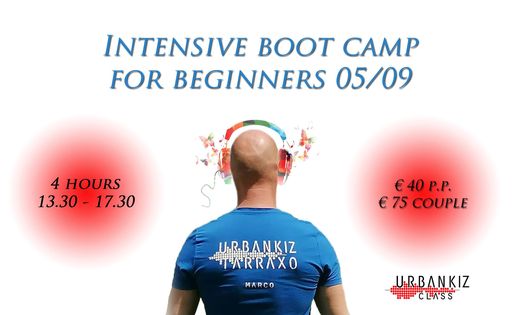 INTENSIVE BOOT CAMP
FOR BEGINNERS 05/09
4 HOURS
13.30 - 17.30
€ 40 P.P.
€ 75 COUPLE
URBANKIZ
TARRAXO
MARCO
URBANKIZ
CLASS